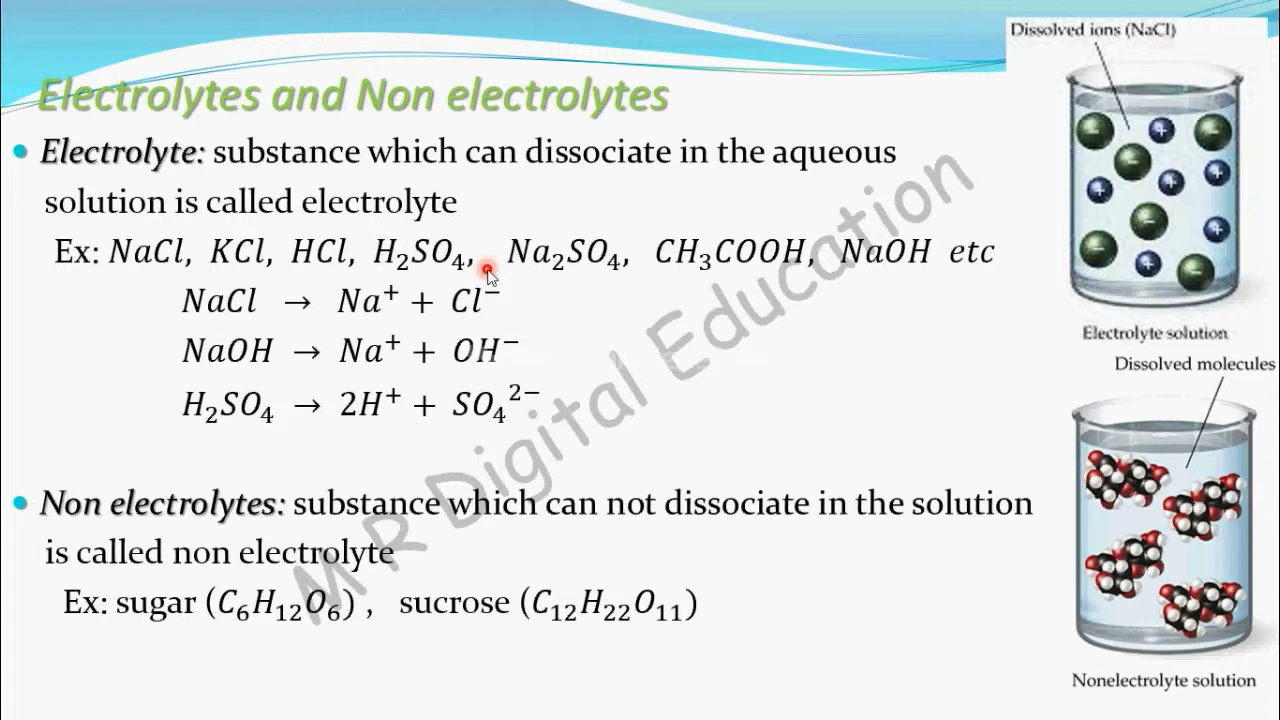 Electrolytes and Non electrolytes
Electrolyte: substance which can dissociate in the aqueous
solution is called electrolyte
Ex: NaCl, KCl, HCl, H₂SO₄, Na₂SO₄, CH₃COOH, NaOH etc
NaCl → Na⁺ + Cl⁻
NaOH → Na⁺ + OH⁻
H₂SO₄ → 2H⁺ + SO₄²⁻
Non electrolytes: substance which can not dissociate in the solution
is called non electrolyte
Ex: sugar (C₆H₁₂O₆) , sucrose (C₁₂H₂₂O₁₁)
Dissolved ions (NaCl)
Electrolyte solution
Dissolved molecules
Nonelectrolyte solution
M R Digital Education